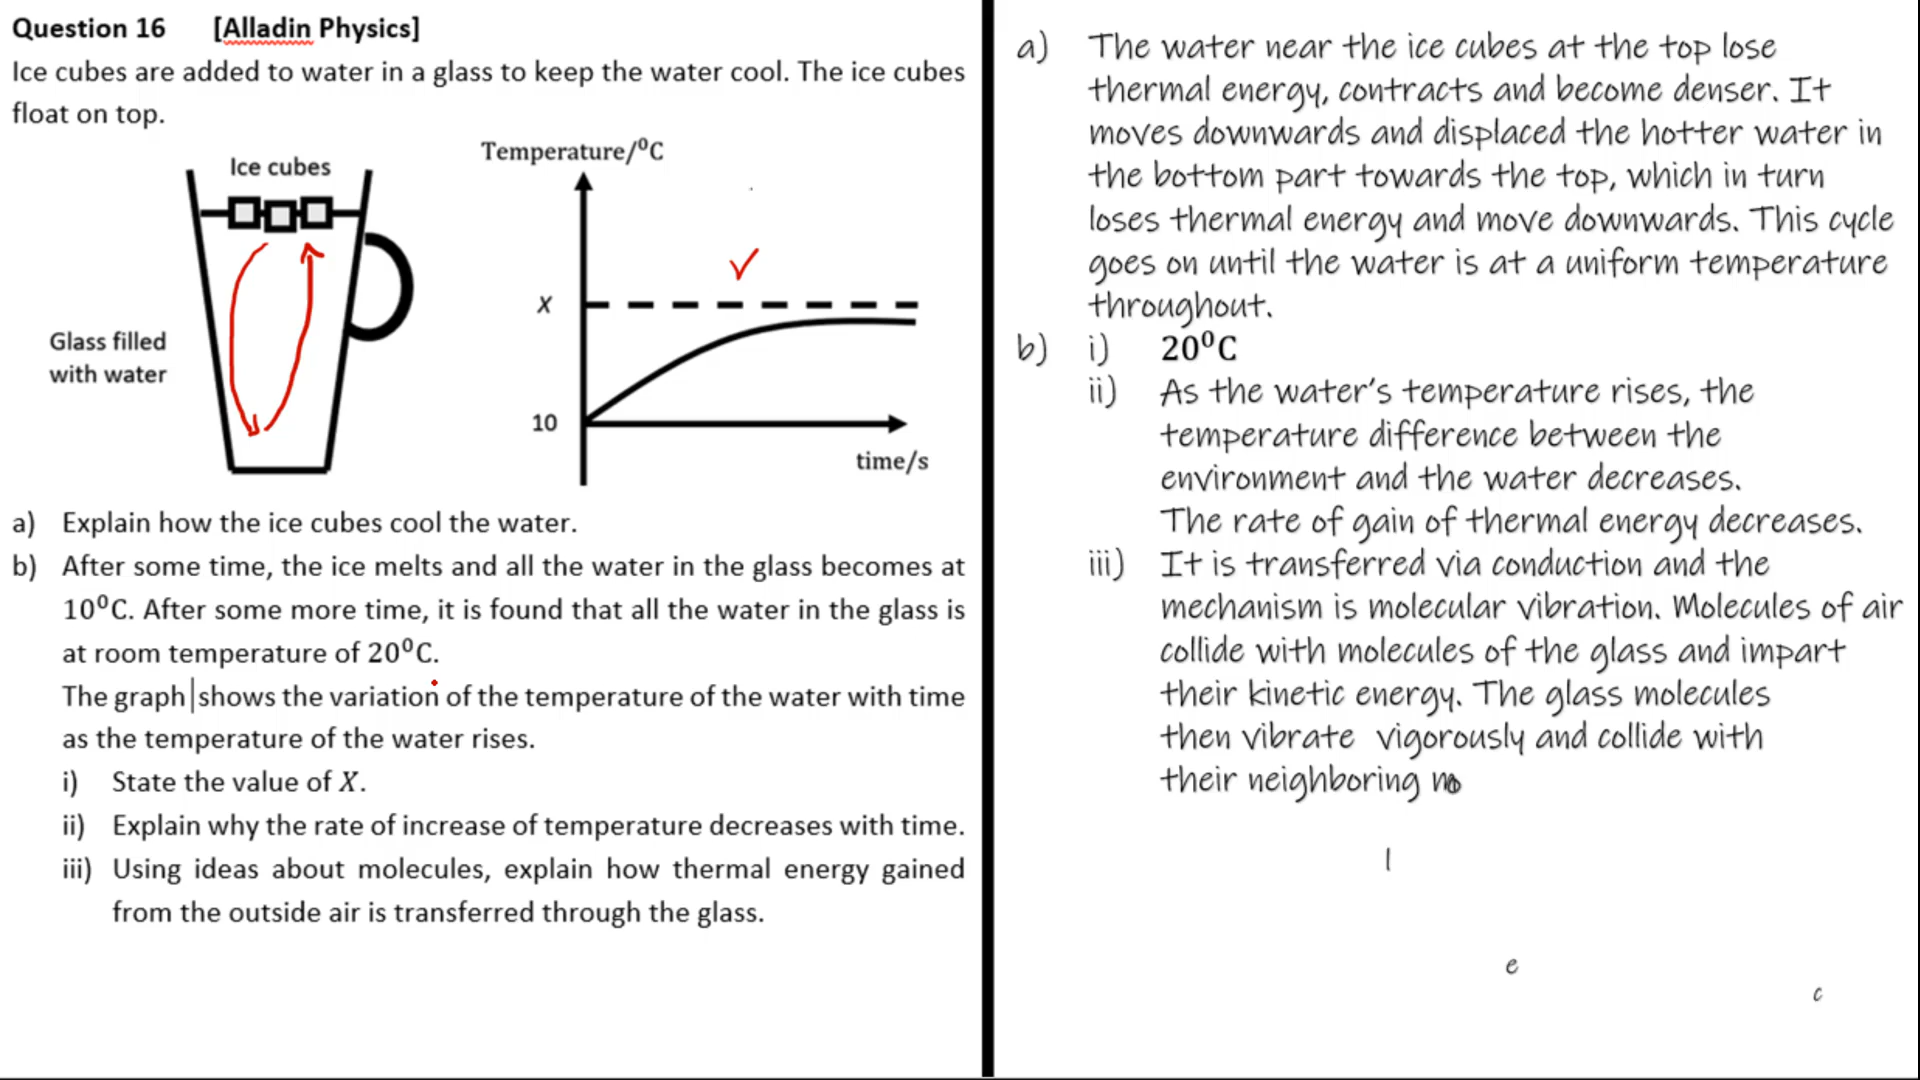 Question 16 [Alladin Physics]
Ice cubes are added to water in a glass to keep the water cool. The ice cubes
float on top.
Ice cubes
Glass filled
with water
Temperature/⁰C
X
10
time/s
a) Explain how the ice cubes cool the water.
b) After some time, the ice melts and all the water in the glass becomes at
10⁰C. After some more time, it is found that all the water in the glass is
at room temperature of 20⁰C.
The graph shows the variation of the temperature of the water with time
as the temperature of the water rises.
i) State the value of X.
ii) Explain why the rate of increase of temperature decreases with time.
iii) Using ideas about molecules, explain how thermal energy gained
from the outside air is transferred through the glass.
a) The water near the ice cubes at the top lose
thermal energy, contracts and become denser. It
moves downwards and displaced the hotter water in
the bottom part towards the top, which in turn
loses thermal energy and move downwards. This cycle
goes on until the water is at a uniform temperature
throughout.
b) i) 20⁰C
ii) As the water's temperature rises, the
temperature difference between the
environment and the water decreases.
The rate of gain of thermal energy decreases.
iii) It is transferred via conduction and the
mechanism is molecular vibration. Molecules of air
collide with molecules of the glass and impart
their kinetic energy. The glass molecules
then vibrate vigorously and collide with
their neighboring mo
l
e
c